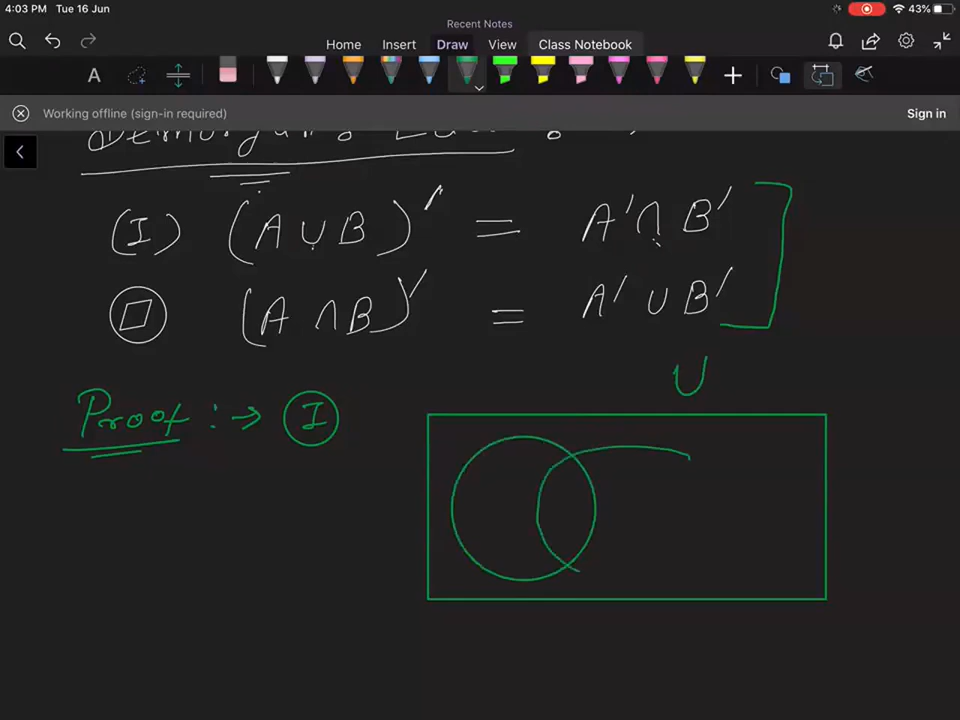 4:03 PM Tue 16 Jun
43%
Recent Notes
Home Insert Draw View Class Notebook
A
Working offline (sign-in required) Sign in
(I) (A ∪ B)′ = A′ ∩ B′
(A ∩ B)′ = A′ ∪ B′
U
Proof :→ I